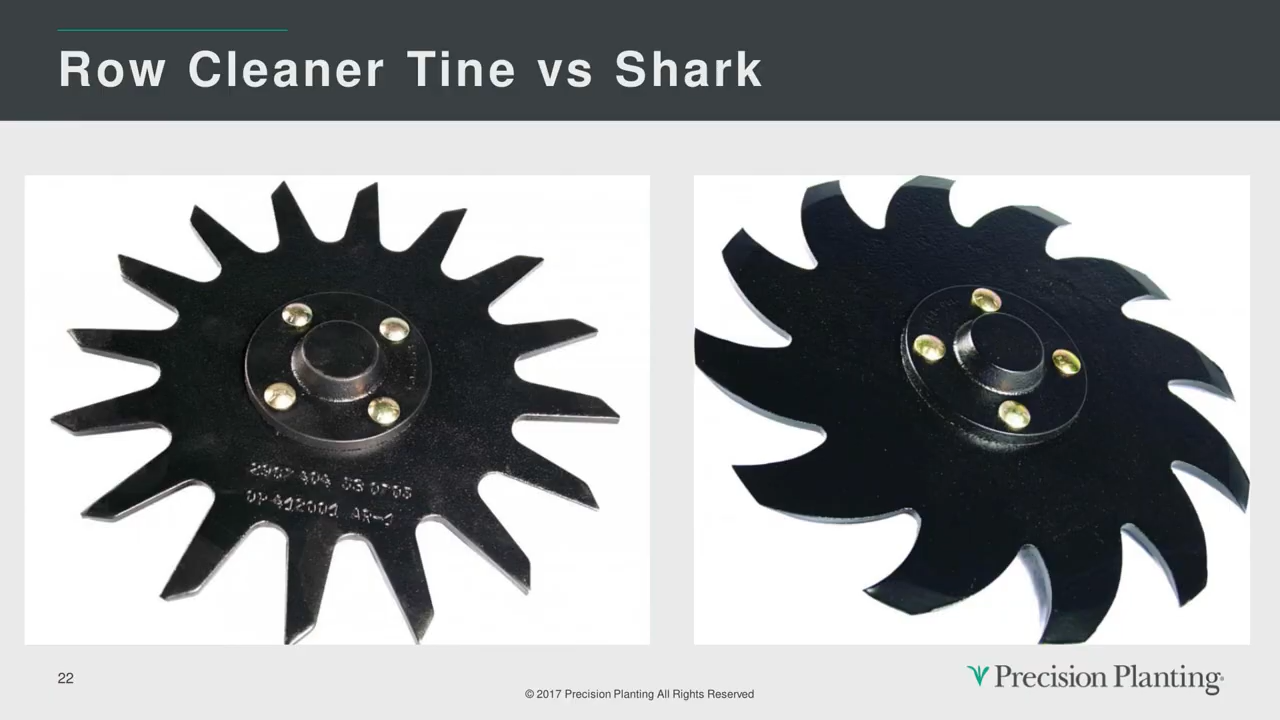 Row Cleaner Tine vs Shark
22
© 2017 Precision Planting All Rights Reserved
Precision Planting